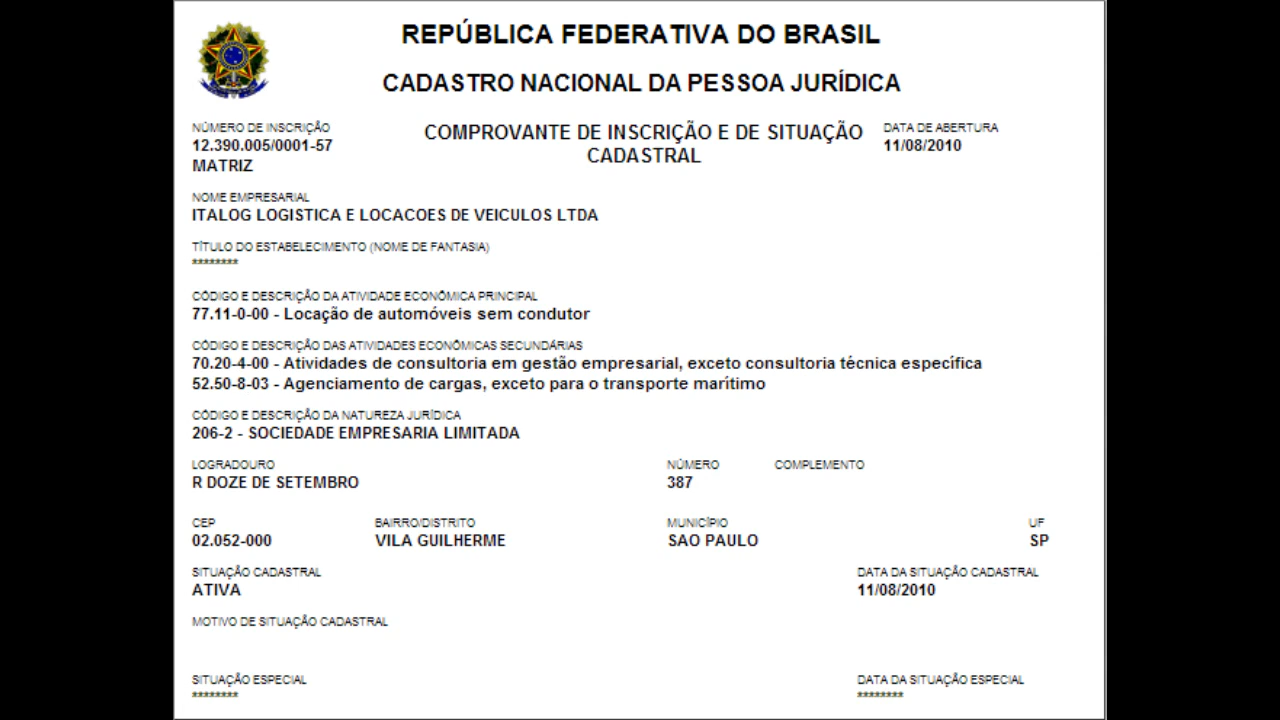 REPÚBLICA FEDERATIVA DO BRASIL
CADASTRO NACIONAL DA PESSOA JURÍDICA
NÚMERO DE INSCRIÇÃO
12.390.005/0001-57
MATRIZ
COMPROVANTE DE INSCRIÇÃO E DE SITUAÇÃO
CADASTRAL
DATA DE ABERTURA
11/08/2010
NOME EMPRESARIAL
ITALOG LOGISTICA E LOCACOES DE VEICULOS LTDA
TÍTULO DO ESTABELECIMENTO (NOME DE FANTASIA)
********
CÓDIGO E DESCRIÇÃO DA ATIVIDADE ECONÔMICA PRINCIPAL
77.11-0-00 - Locação de automóveis sem condutor
CÓDIGO E DESCRIÇÃO DAS ATIVIDADES ECONÔMICAS SECUNDÁRIAS
70.20-4-00 - Atividades de consultoria em gestão empresarial, exceto consultoria técnica específica
52.50-8-03 - Agenciamento de cargas, exceto para o transporte marítimo
CÓDIGO E DESCRIÇÃO DA NATUREZA JURÍDICA
206-2 - SOCIEDADE EMPRESARIA LIMITADA
LOGRADOURO NÚMERO COMPLEMENTO
R DOZE DE SETEMBRO 387
CEP BAIRRO/DISTRITO MUNICÍPIO UF
02.052-000 VILA GUILHERME SAO PAULO SP
SITUAÇÃO CADASTRAL DATA DA SITUAÇÃO CADASTRAL
ATIVA 11/08/2010
MOTIVO DE SITUAÇÃO CADASTRAL
SITUAÇÃO ESPECIAL DATA DA SITUAÇÃO ESPECIAL
******** ********